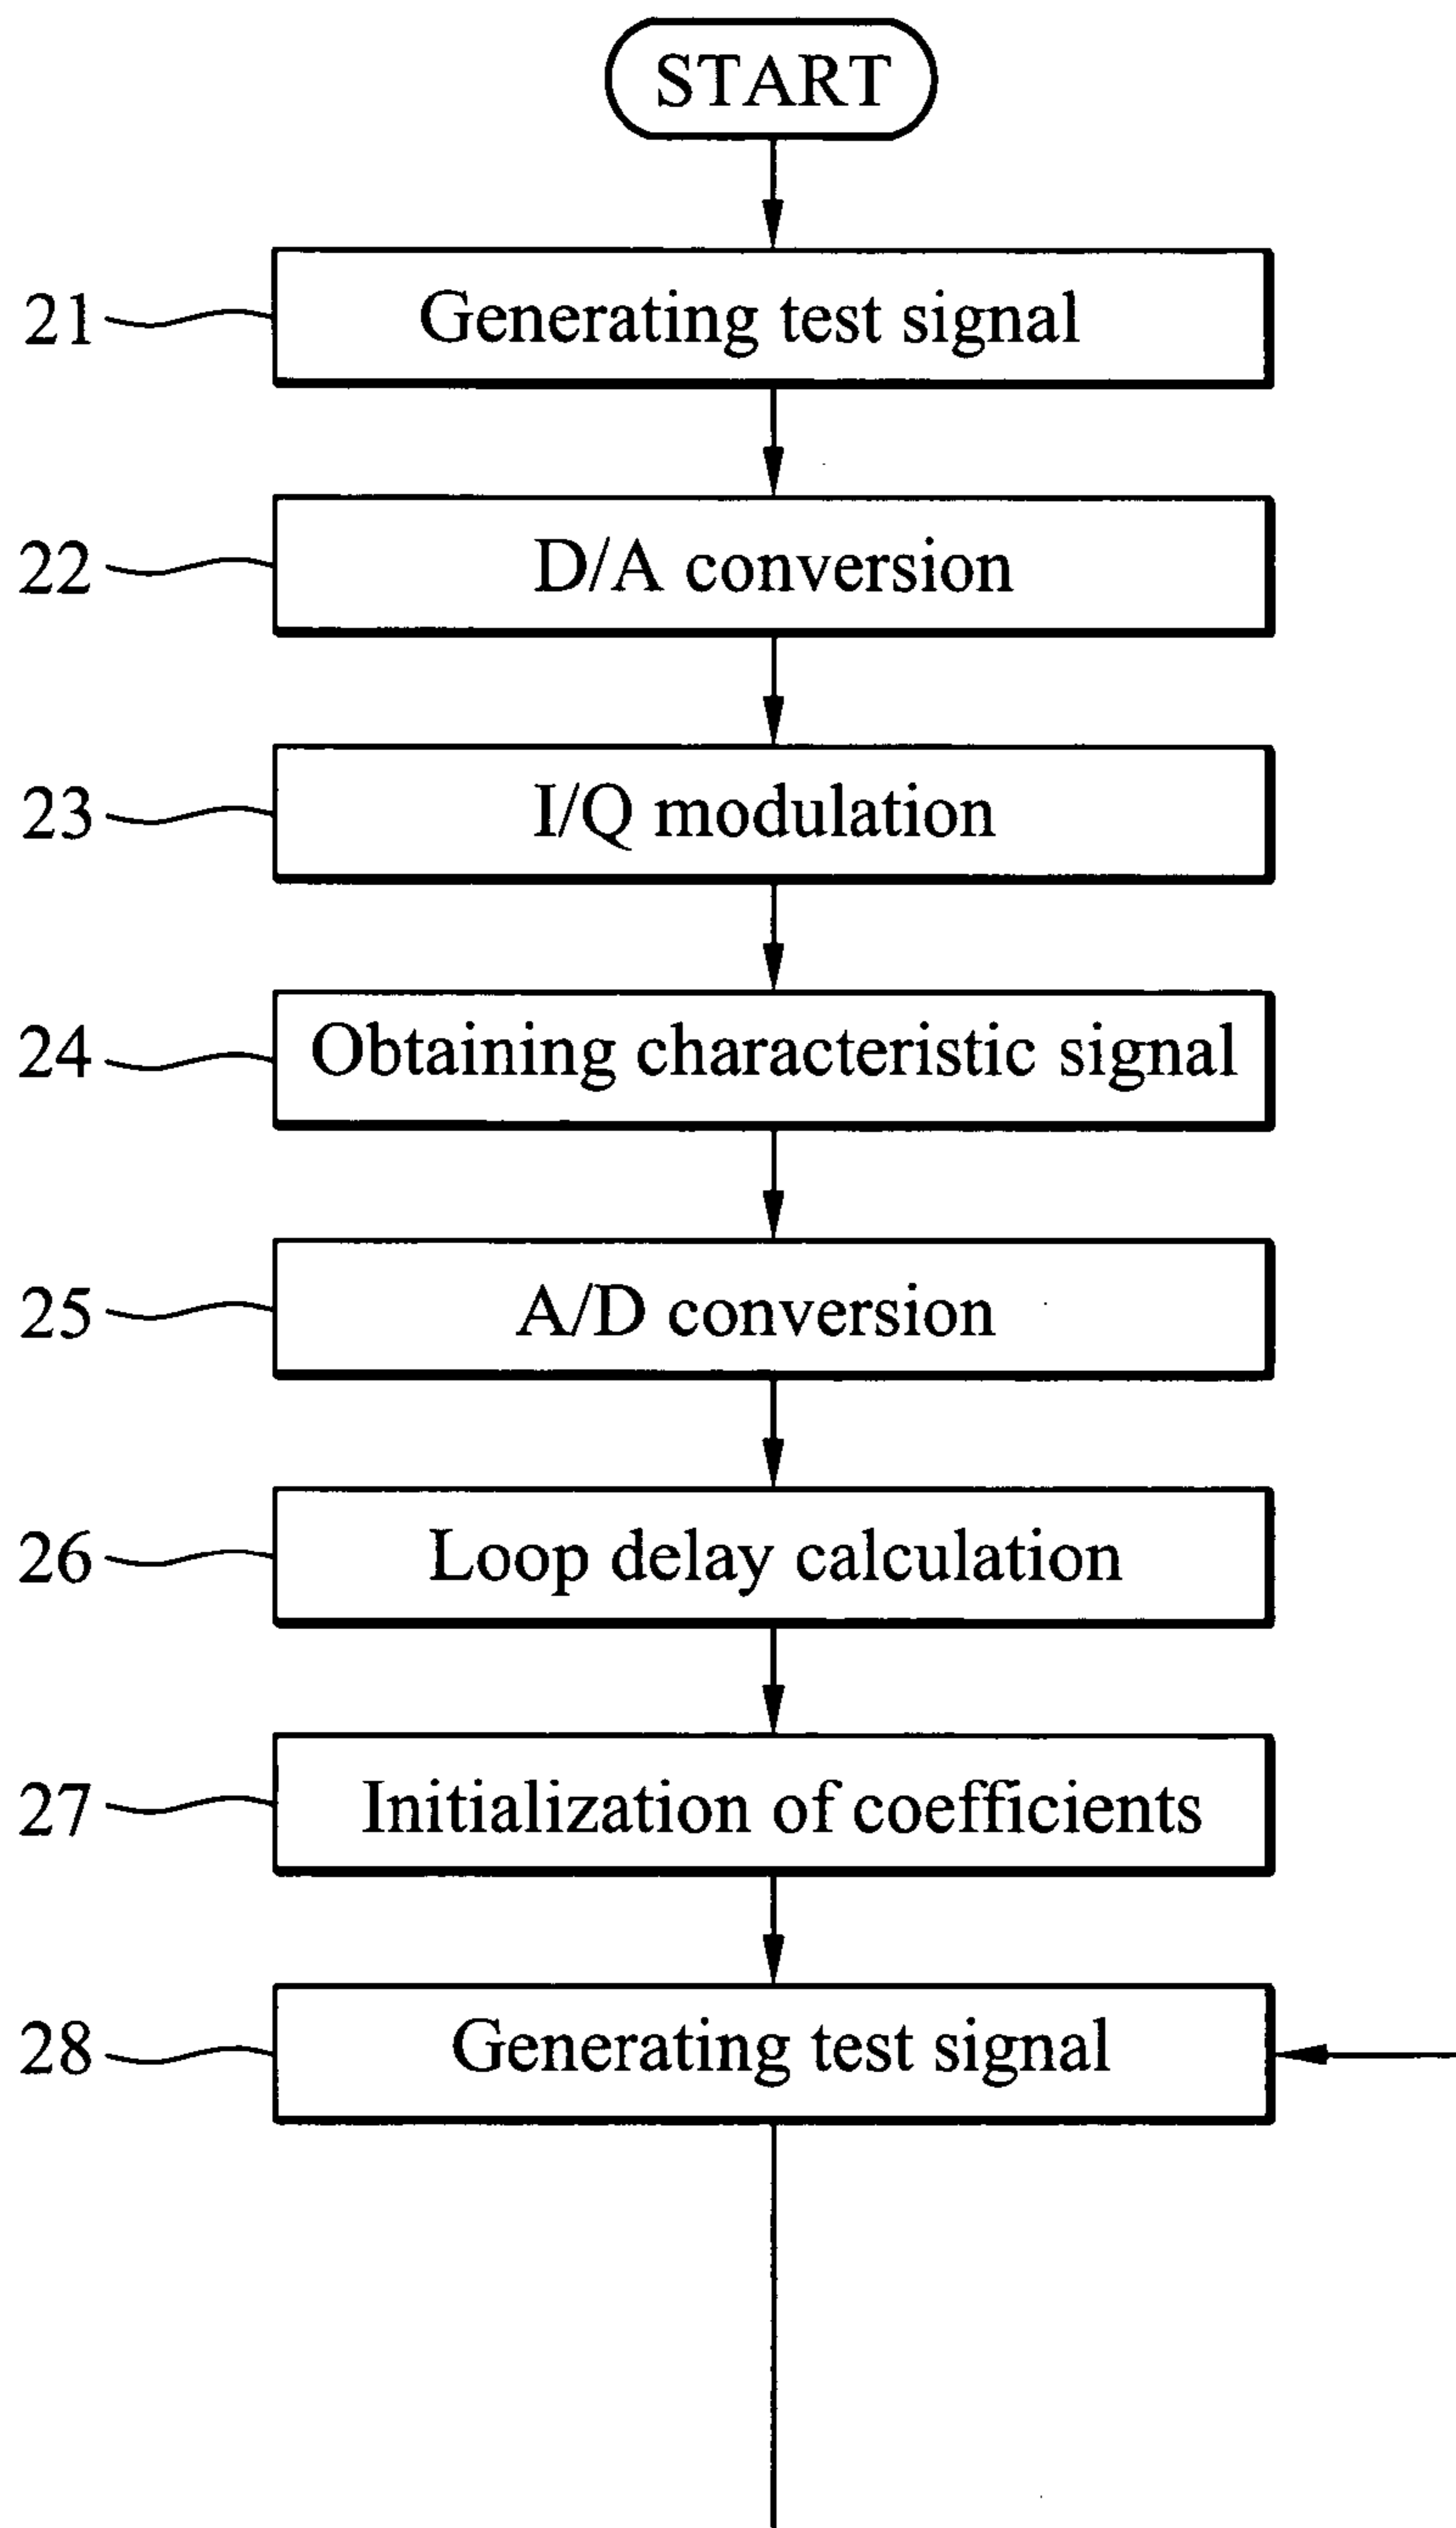 START
21 Generating test signal
22 D/A conversion
23 I/Q modulation
24 Obtaining characteristic signal
25 A/D conversion
26 Loop delay calculation
27 Initialization of coefficients
28 Generating test signal